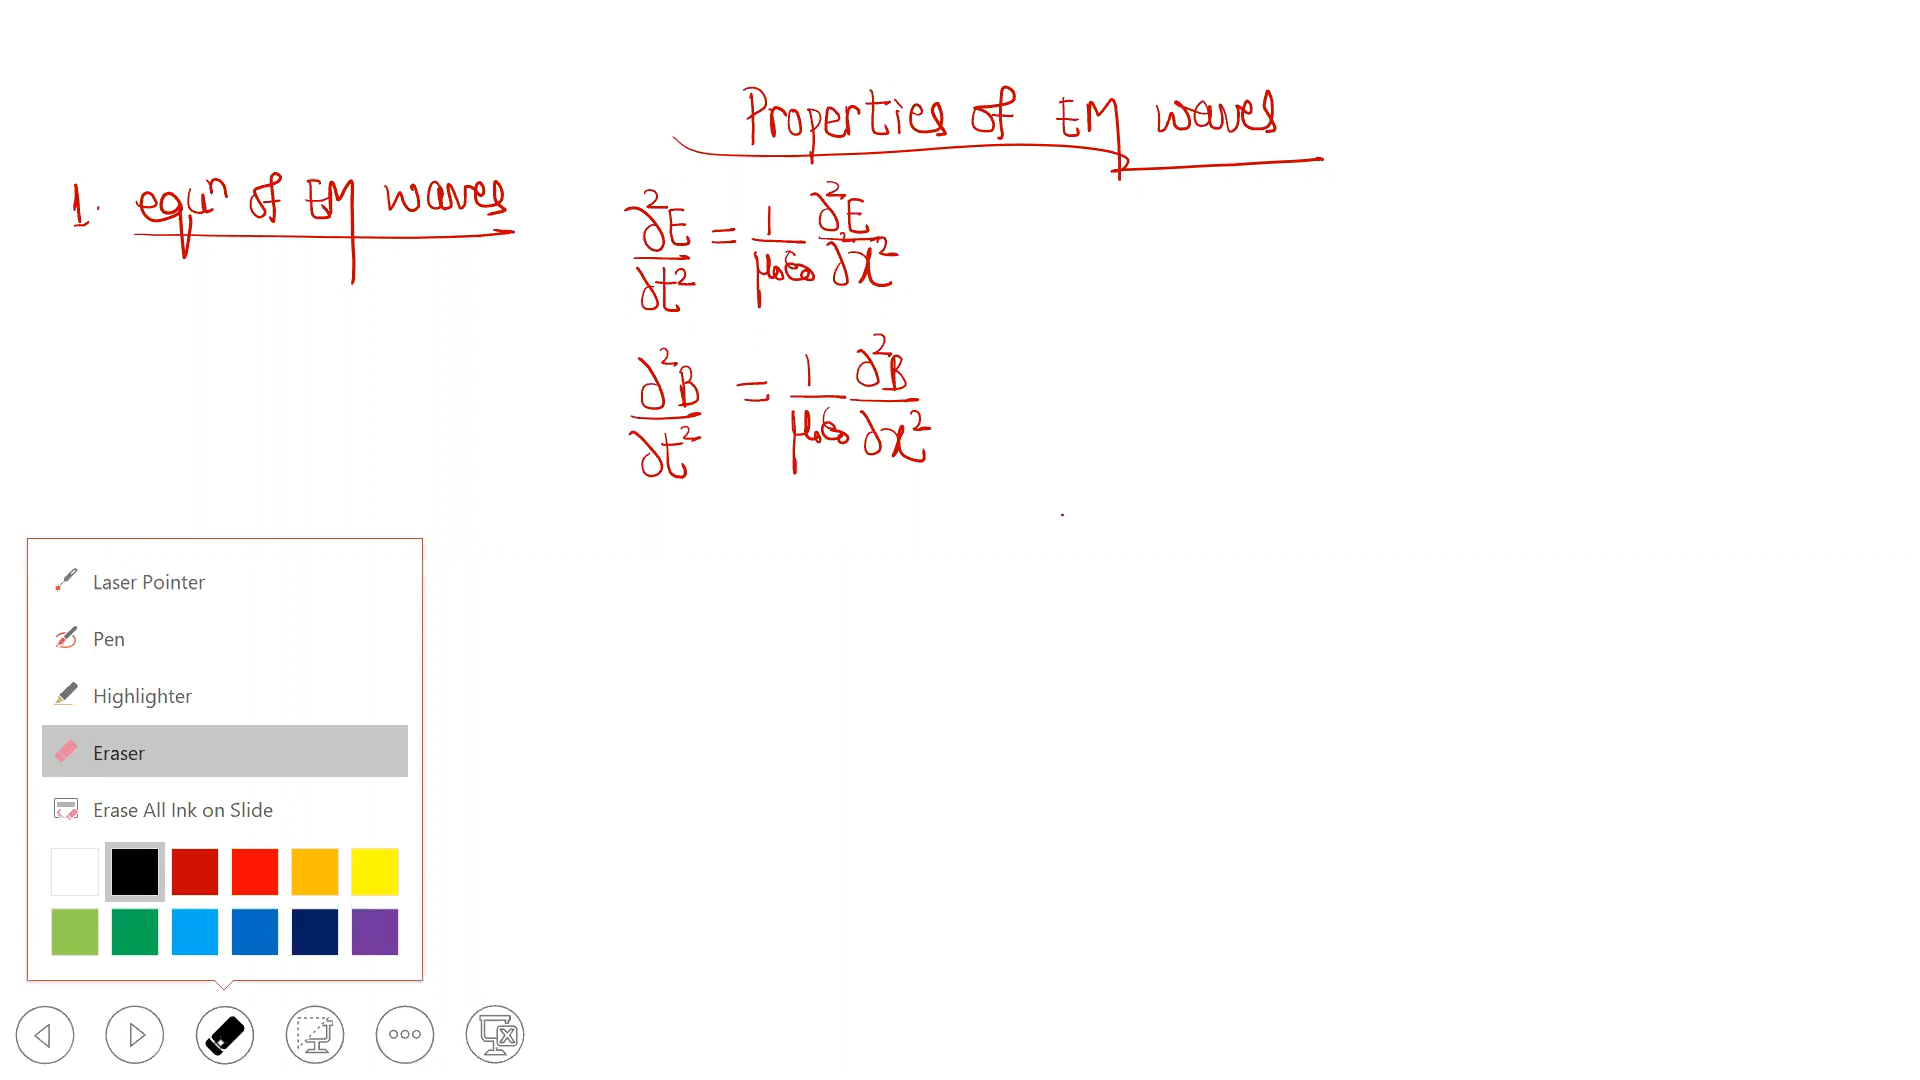 Properties of EM waves
1. equⁿ of EM waves
∂²E/∂t² = 1/μ₀ε₀ ∂²E/∂x²
∂²B/∂t² = 1/μ₀ε₀ ∂²B/∂x²
Laser Pointer
Pen
Highlighter
Eraser
Erase All Ink on Slide